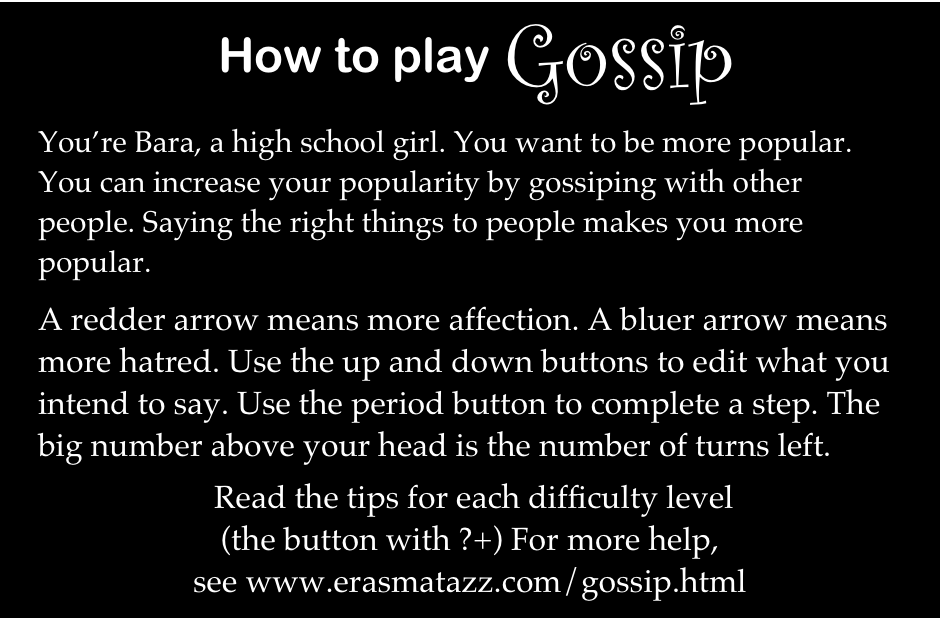 How to play Gossip
You’re Bara, a high school girl. You want to be more popular.
You can increase your popularity by gossiping with other
people. Saying the right things to people makes you more
popular.
A redder arrow means more affection. A bluer arrow means
more hatred. Use the up and down buttons to edit what you
intend to say. Use the period button to complete a step. The
big number above your head is the number of turns left.
Read the tips for each difficulty level
(the button with ?+) For more help,
see www.erasmatazz.com/gossip.html